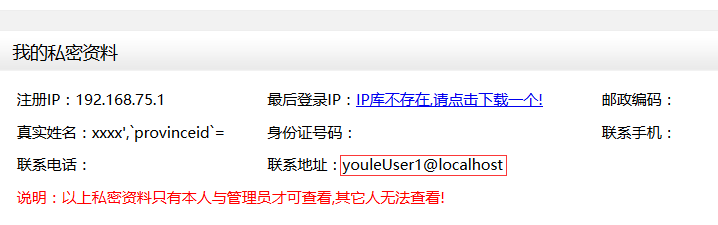 我的私密资料
注册IP：192.168.75.1 最后登录IP：IP库不存在,请点击下载一个! 邮政编码：
真实姓名：xxxx',`provinceid`= 身份证号码： 联系手机：
联系电话： 联系地址：youleUser1@localhost
说明：以上私密资料只有本人与管理员才可查看,其它人无法查看!